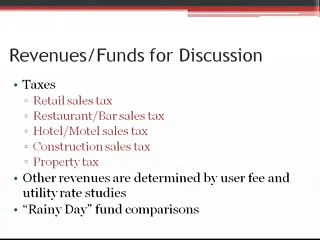 Revenues/Funds for Discussion
• Taxes
▫ Retail sales tax
▫ Restaurant/Bar sales tax
▫ Hotel/Motel sales tax
▫ Construction sales tax
▫ Property tax
• Other revenues are determined by user fee and
utility rate studies
• “Rainy Day” fund comparisons